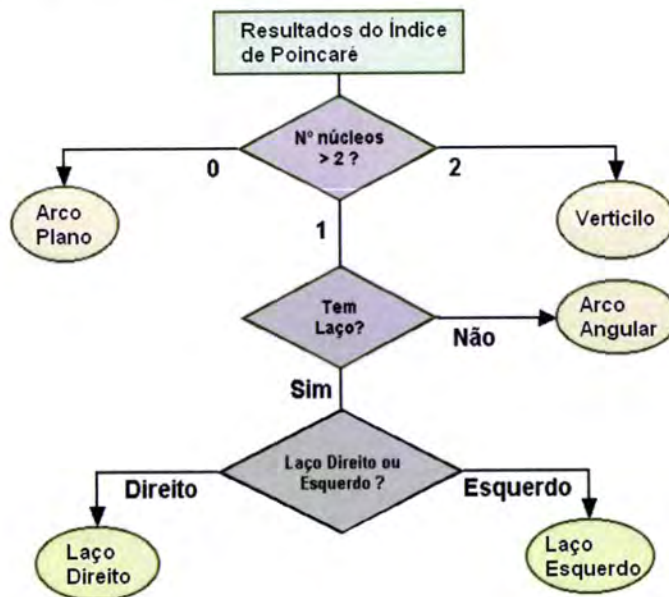 Resultados do Índice
de Poincaré
Nº núcleos
> 2 ?
0
2
Arco
Plano
Verticilo
1
Tem
Laço?
Não
Arco
Angular
Sim
Laço Direito ou
Esquerdo ?
Direito
Esquerdo
Laço
Direito
Laço
Esquerdo